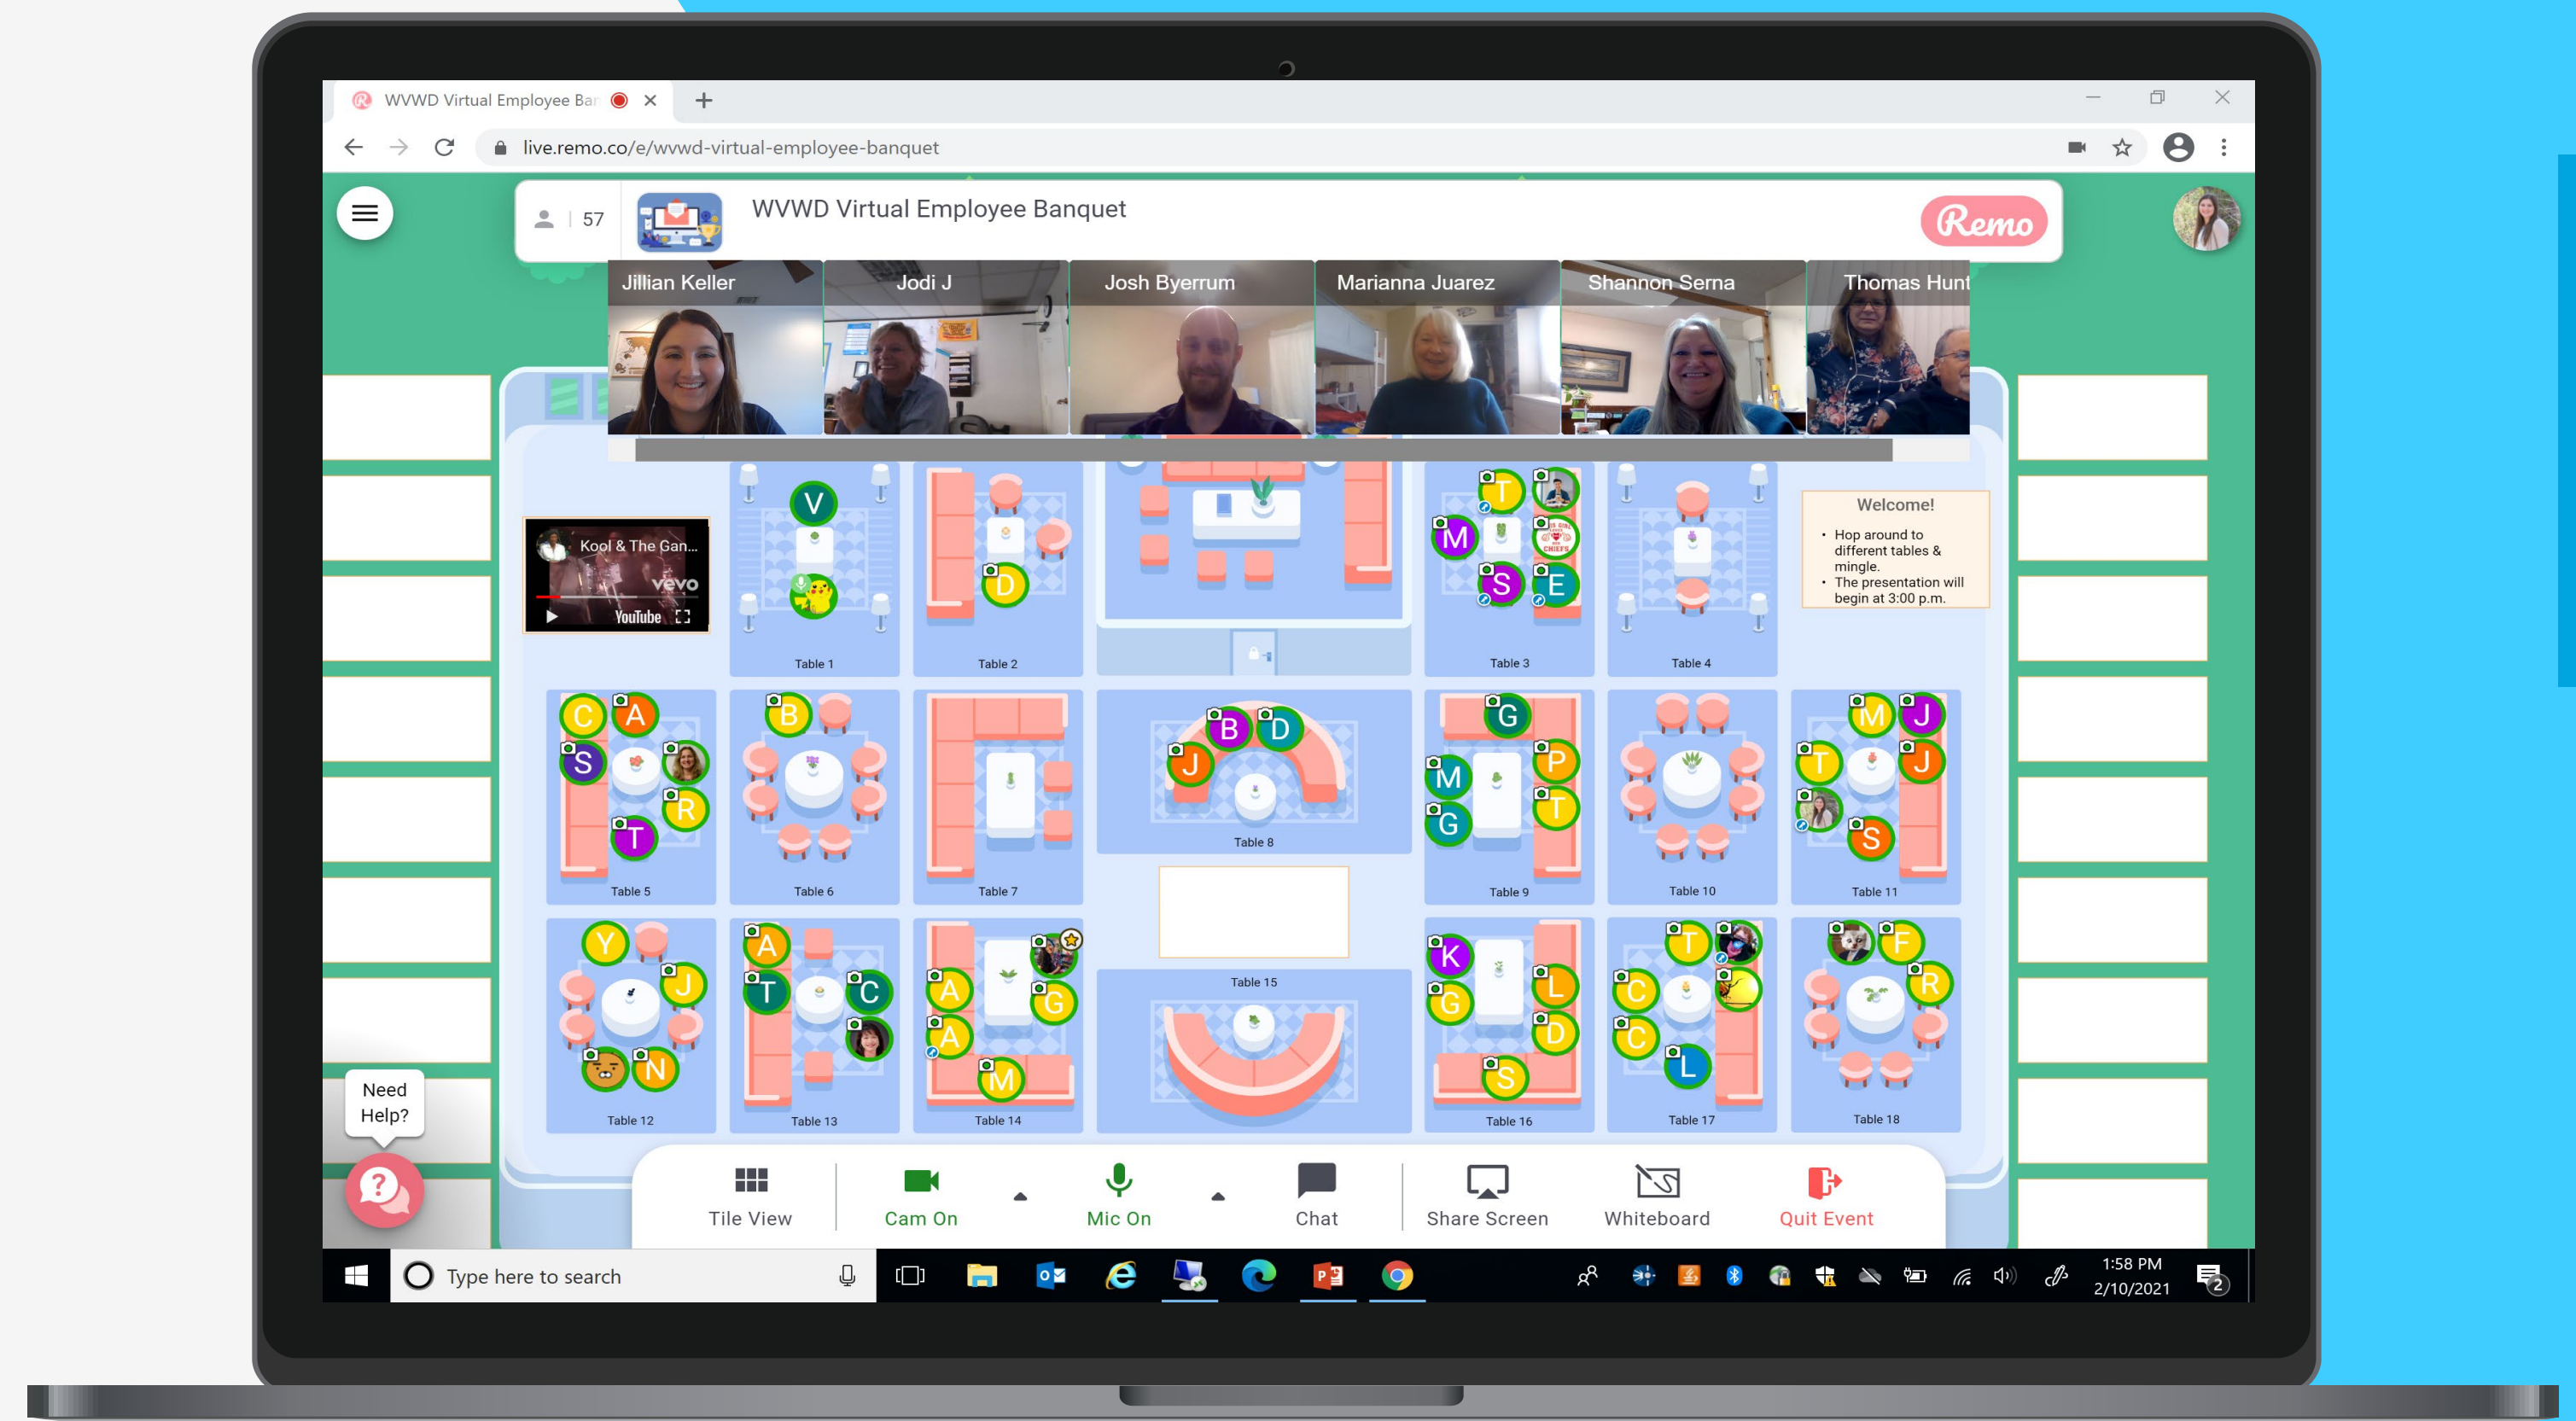 WVWD Virtual Employee Ban
live.remo.co/e/wvwd-virtual-employee-banquet
57
WVWD Virtual Employee Banquet
Remo
Jillian Keller
Jodi J
Josh Byerrum
Marianna Juarez
Shannon Serna
Thomas Hunt
Kool & The Gan...
vevo
YouTube
V
D
T
M
S
E
CHIEFS
Welcome!
• Hop around to
different tables &
mingle.
• The presentation will
begin at 3:00 p.m.
Table 1
Table 2
Table 3
Table 4
C
A
S
R
T
B
J
B
D
G
M
P
G
T
M
J
T
J
S
Table 5
Table 6
Table 7
Table 8
Table 9
Table 10
Table 11
Y
J
N
A
T
C
A
G
A
M
Table 15
K
L
G
D
S
T
C
C
L
F
R
Table 12
Table 13
Table 14
Table 16
Table 17
Table 18
Need
Help?
?
Tile View
Cam On
Mic On
Chat
Share Screen
Whiteboard
Quit Event
Type here to search
1:58 PM
2/10/2021
2